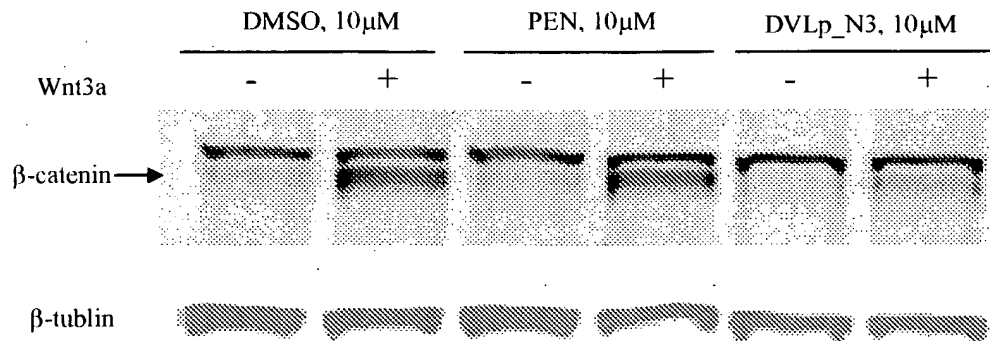 DMSO, 10μM PEN, 10μM DVLp_N3, 10μM
Wnt3a - + - + - +
β-catenin
β-tublin